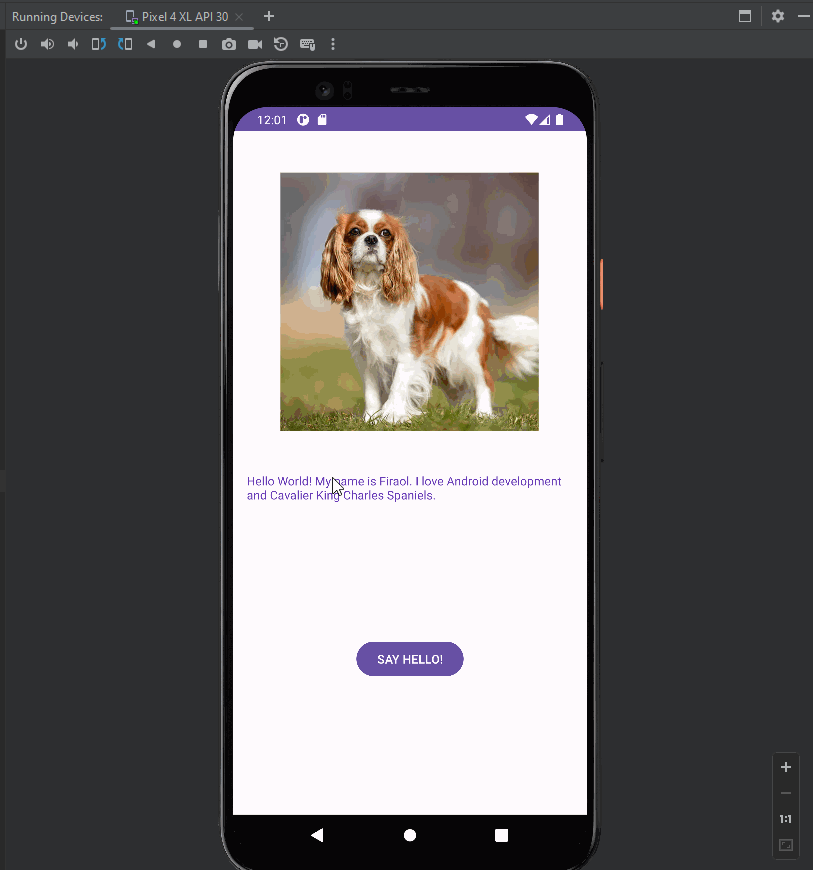 Running Devices: Pixel 4 XL API 30
12:01
Hello World! My name is Firaol. I love Android development
and Cavalier King Charles Spaniels.
SAY HELLO!
1:1